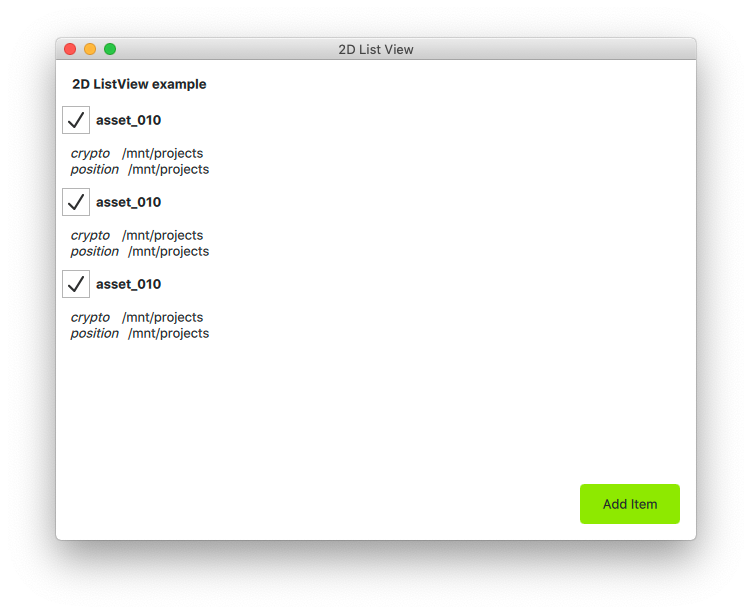 2D List View
2D ListView example
asset_010
crypto /mnt/projects
position /mnt/projects
asset_010
crypto /mnt/projects
position /mnt/projects
asset_010
crypto /mnt/projects
position /mnt/projects
Add Item